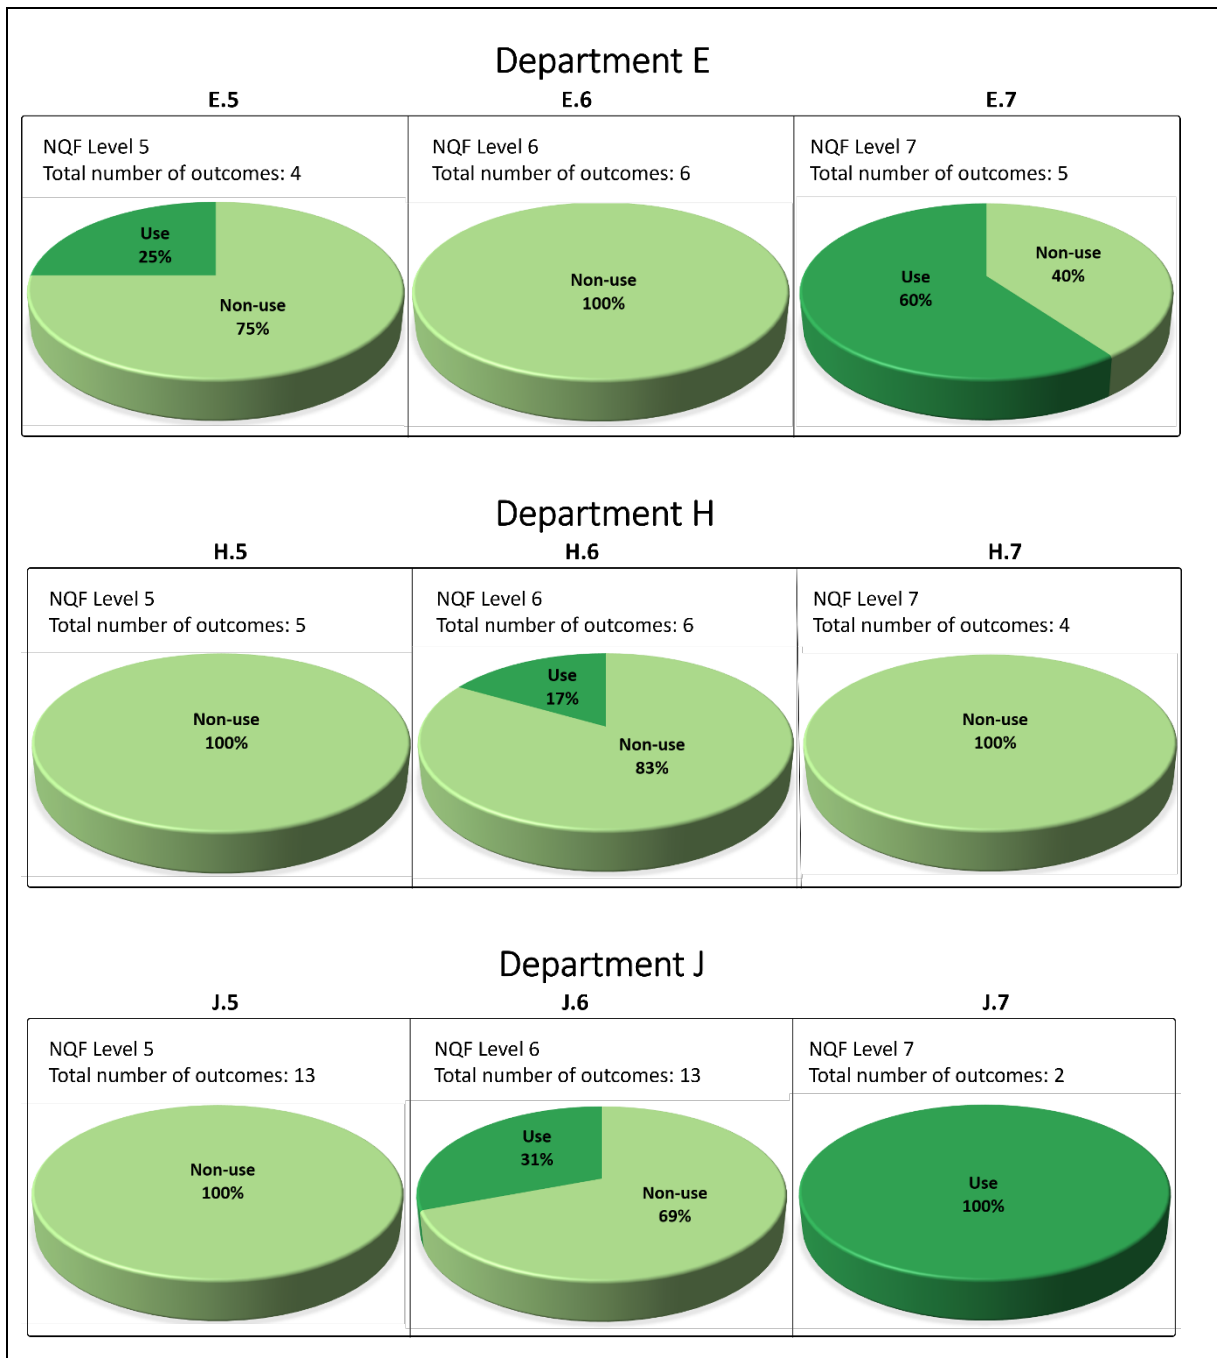 Department E
E.5
E.6
E.7
NQF Level 5
Total number of outcomes: 4
NQF Level 6
Total number of outcomes: 6
NQF Level 7
Total number of outcomes: 5
Use
25%
Non-use
75%
Non-use
100%
Use
60%
Non-use
40%
Department H
H.5
H.6
H.7
NQF Level 5
Total number of outcomes: 5
NQF Level 6
Total number of outcomes: 6
NQF Level 7
Total number of outcomes: 4
Non-use
100%
Use
17%
Non-use
83%
Non-use
100%
Department J
J.5
J.6
J.7
NQF Level 5
Total number of outcomes: 13
NQF Level 6
Total number of outcomes: 13
NQF Level 7
Total number of outcomes: 2
Non-use
100%
Use
31%
Non-use
69%
Use
100%